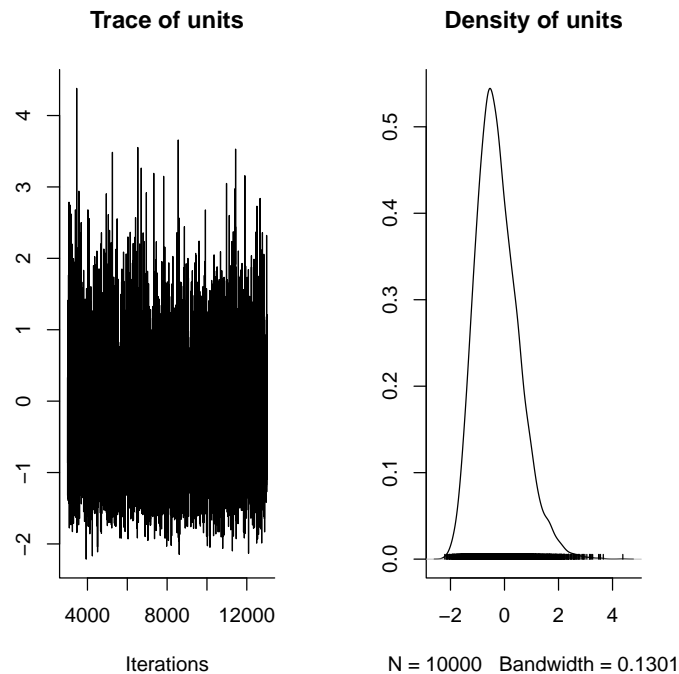 Trace of units
4
3
2
1
0
−1
−2
4000 8000 12000
Iterations
Density of units
0.5
0.4
0.3
0.2
0.1
0.0
−2 0 2 4
N = 10000 Bandwidth = 0.1301